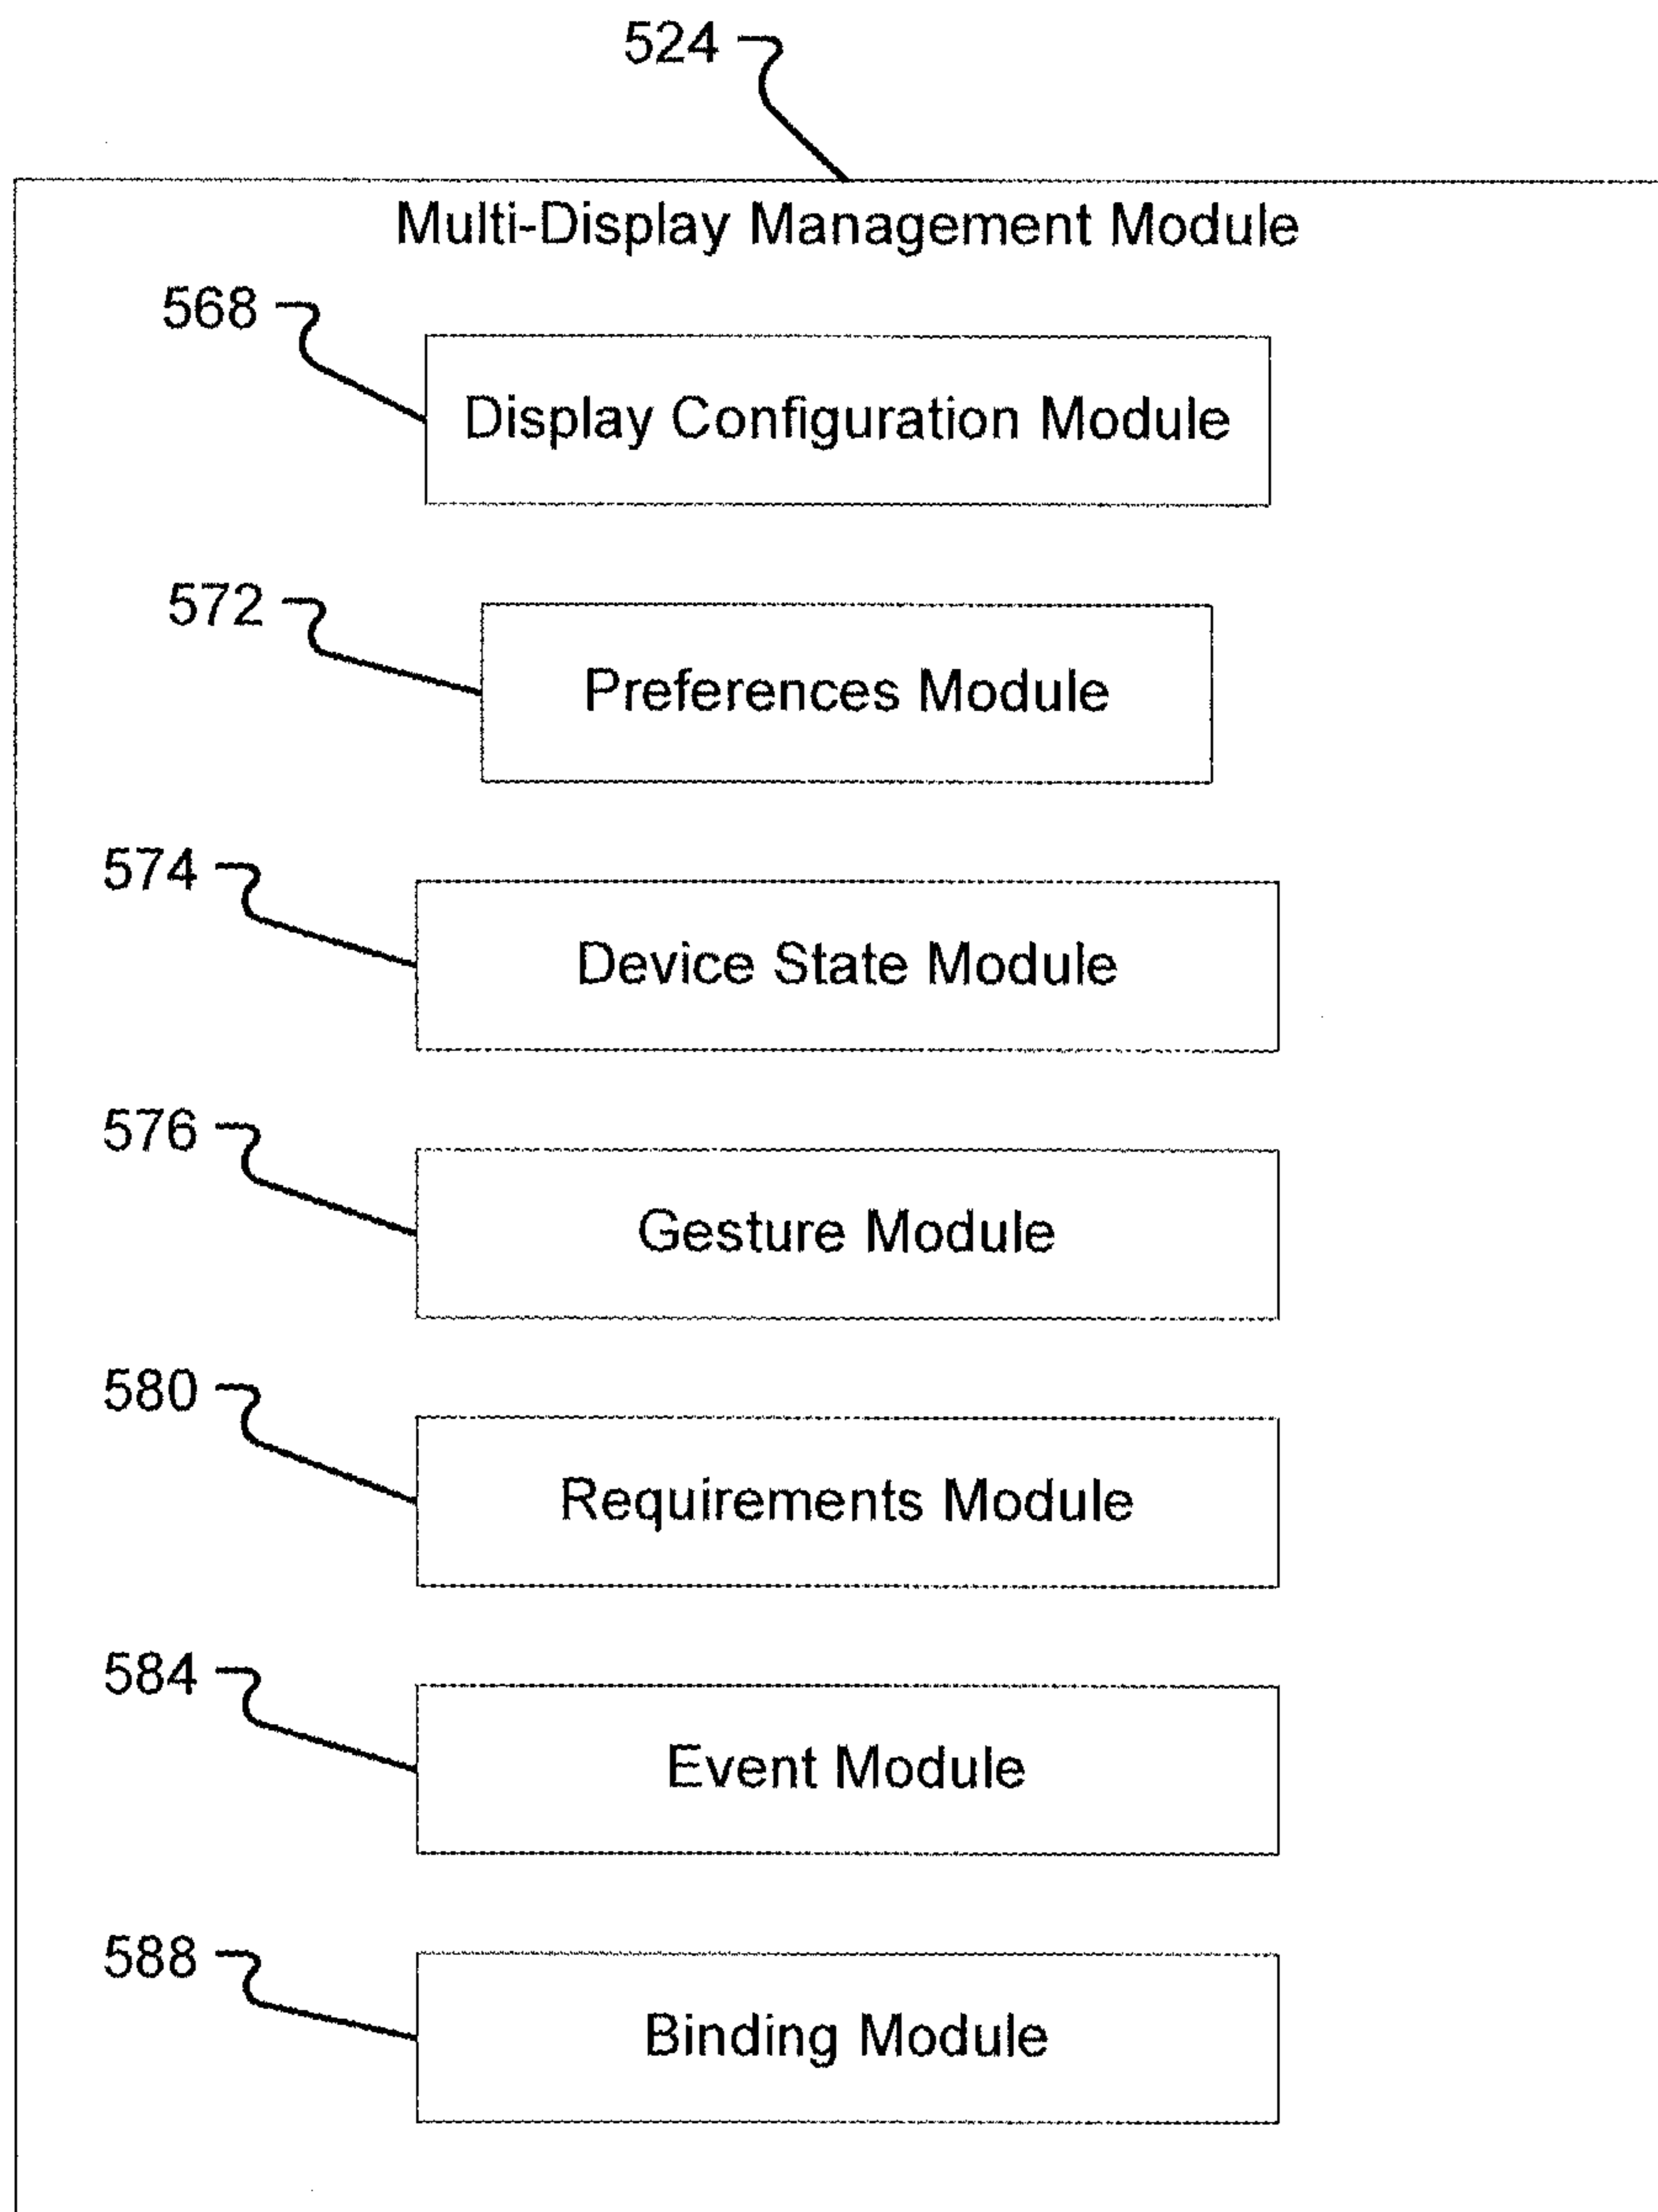 524
Multi-Display Management Module
568
Display Configuration Module
572
Preferences Module
574
Device State Module
576
Gesture Module
580
Requirements Module
584
Event Module
588
Binding Module